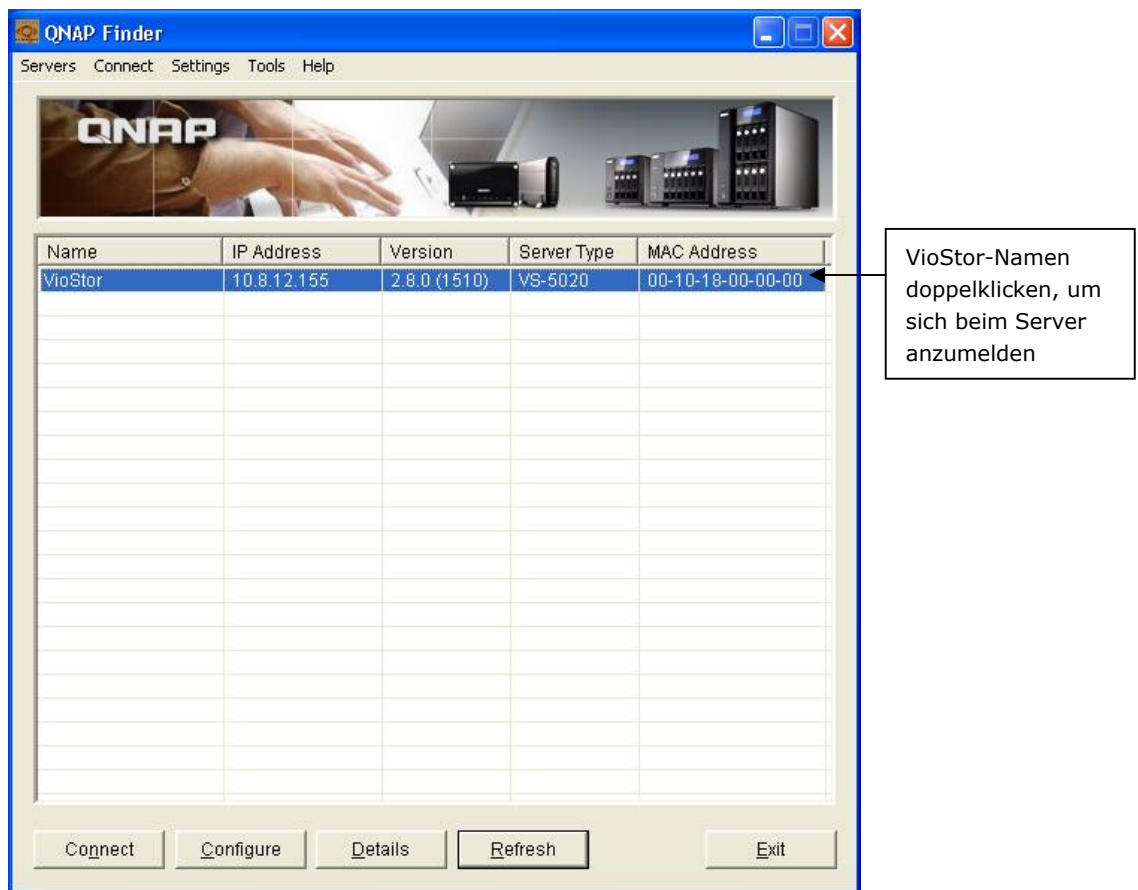 QNAP Finder
Servers Connect Settings Tools Help
QNAP
Name IP Address Version Server Type MAC Address
VioStor 10.8.12.155 2.8.0 (1510) VS-5020 00-10-18-00-00-00
VioStor-Namen
doppelklicken, um
sich beim Server
anzumelden
Connect Configure Details Refresh Exit